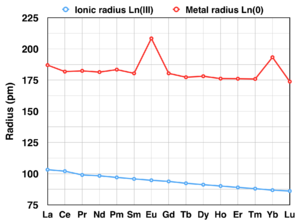 Ionic radius Ln(III) Metal radius Ln(0)
225
200
175
150
125
100
75
Radius (pm)
La Ce Pr Nd Pm Sm Eu Gd Tb Dy Ho Er Tm Yb Lu